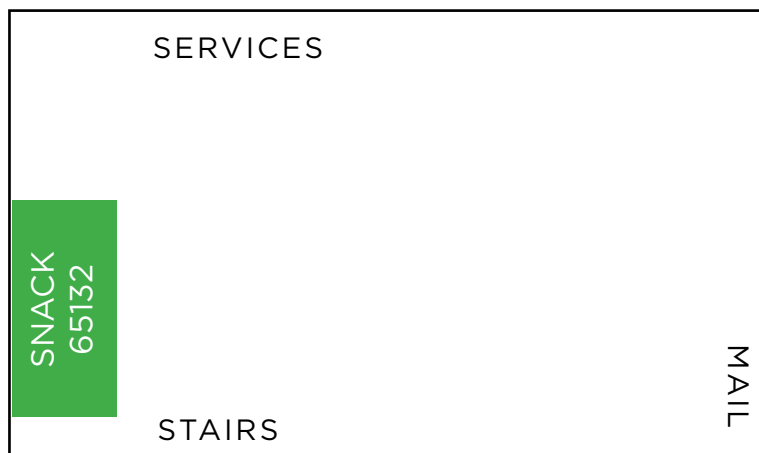 SERVICES
SNACK
65132
MAIL
STAIRS